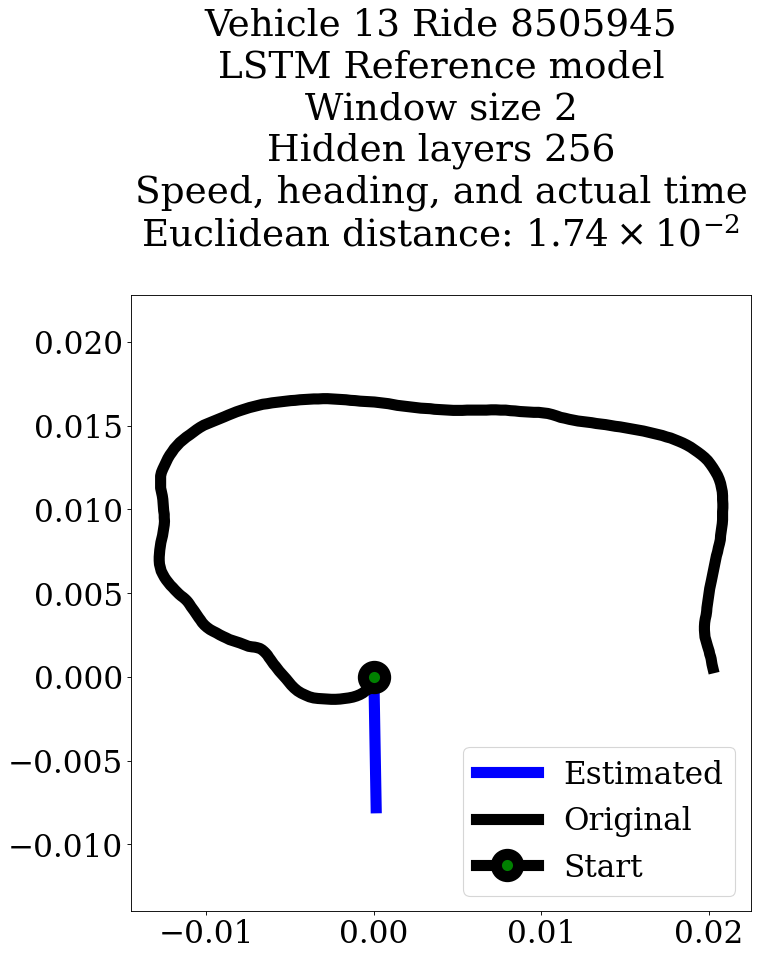 Vehicle 13 Ride 8505945
LSTM Reference model
Window size 2
Hidden layers 256
Speed, heading, and actual time
Euclidean distance: 1.74 × 10⁻²
0.020
0.015
0.010
0.005
0.000
−0.005
−0.010
Estimated
Original
Start
−0.01 0.00 0.01 0.02